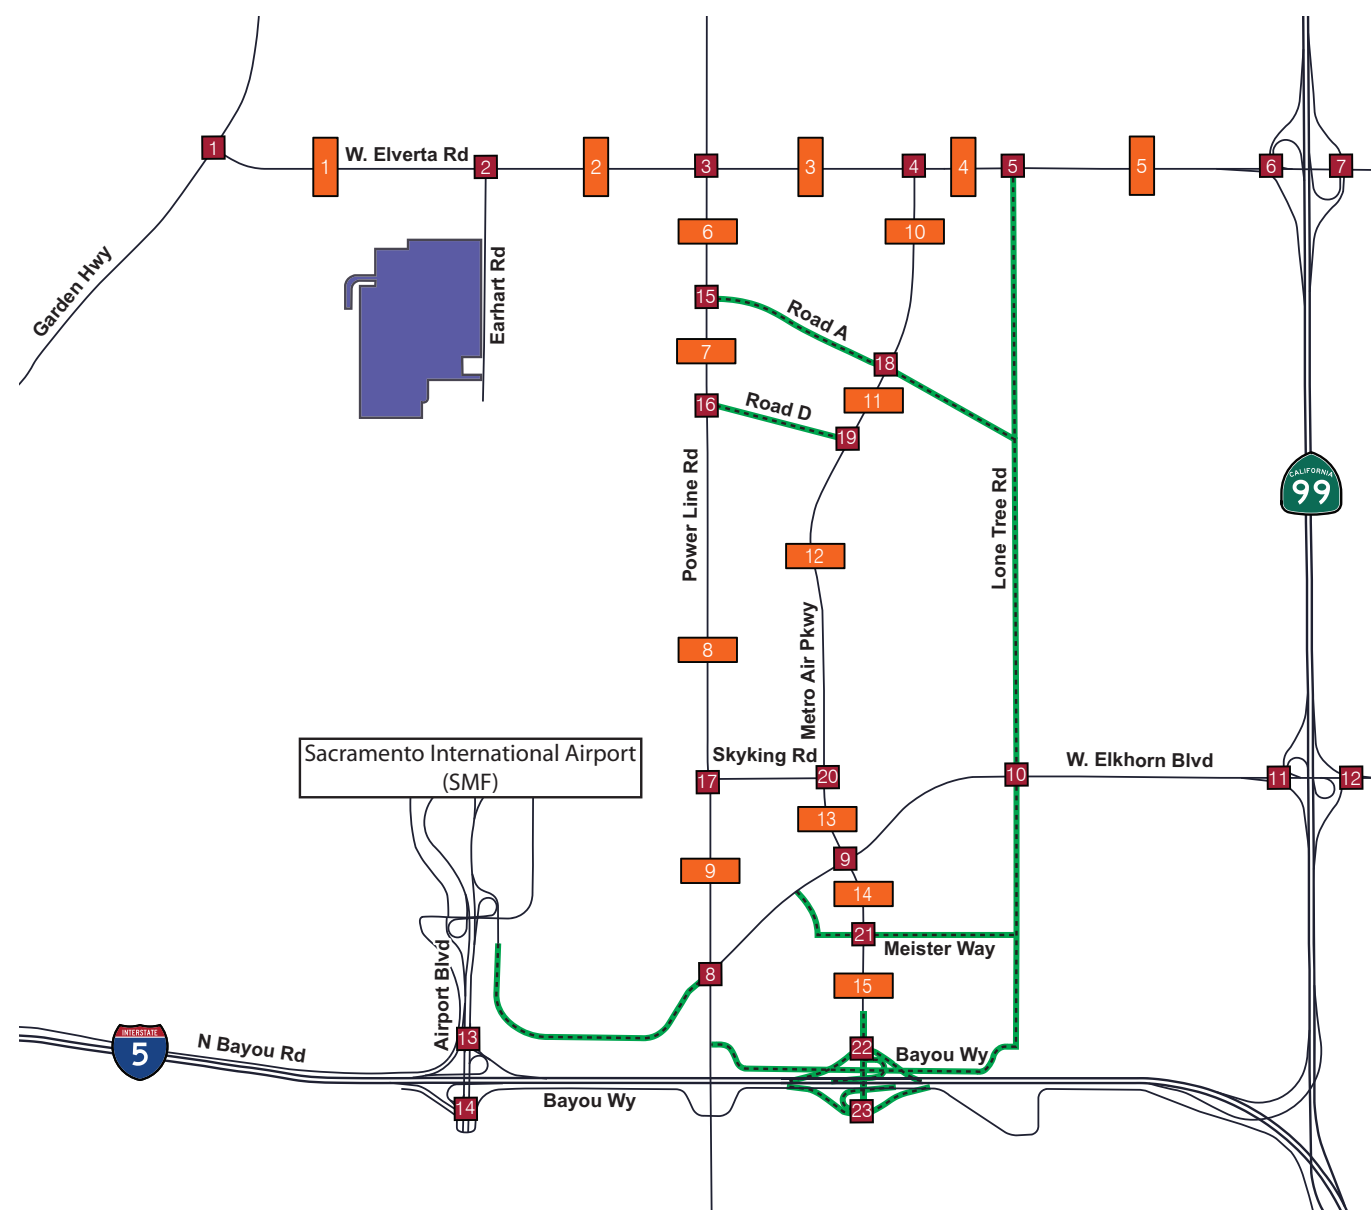 1
1
W. Elverta Rd
2
2
3
3
4
4
5
5
6
7
6
10
Garden Hwy
Earhart Rd
15
Road A
7
18
11
16
Road D
19
Power Line Rd
Lone Tree Rd
CALIFORNIA
99
12
Metro Air Pkwy
8
Sacramento International Airport
(SMF)
Skyking Rd
17
20
10
W. Elkhorn Blvd
11
12
13
9
9
14
21
Meister Way
8
15
Airport Blvd
13
INTERSTATE
5
N Bayou Rd
22
Bayou Wy
14
Bayou Wy
23